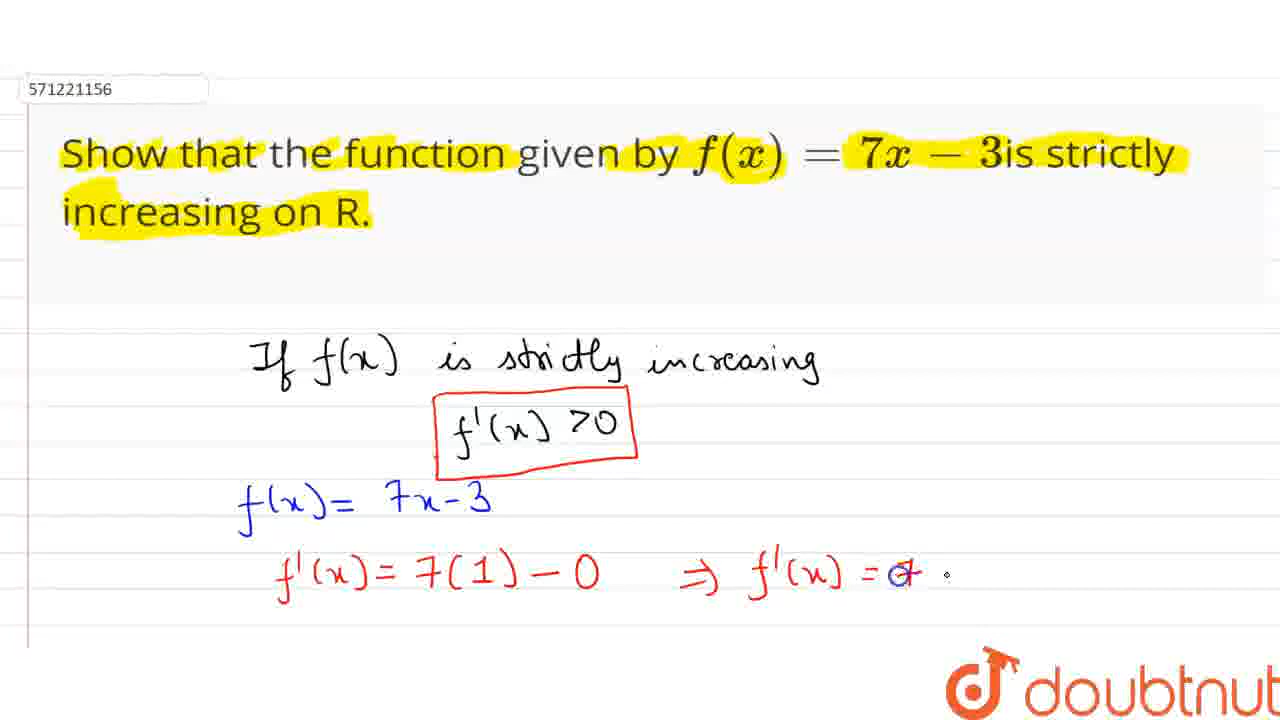 571221156
Show that the function given by f(x) = 7x − 3is strictly
increasing on R.
If f(x) is strictly increasing
f'(x) >0
f(x) = 7x-3
f'(x) = 7(1) - 0 ⇒ f'(x) = 7
doubtnut